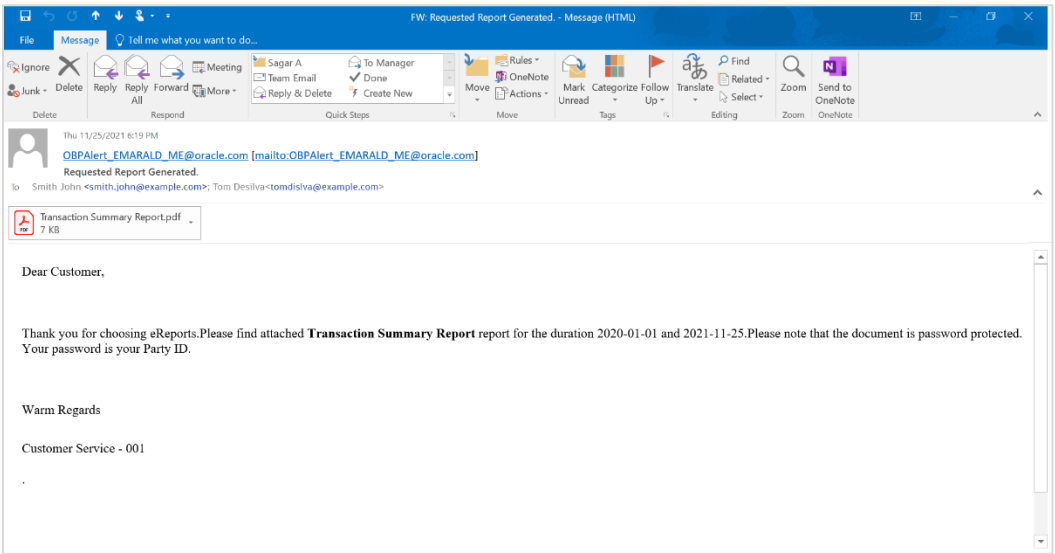 FW: Requested Report Generated. - Message (HTML)
File Message Tell me what you want to do...
Ignore Delete Reply Reply All Forward Meeting More Sagar A To Manager Rules Find
Junk Team Email Done OneNote Related
Reply & Delete Create New Move Actions Mark Unread Categorize Follow Up Translate Select Zoom Send to OneNote
Delete Respond Quick Steps Move Tags Editing Zoom OneNote
Thu 11/25/2021 6:19 PM
OBPAlert_EMARALD_ME@oracle.com [mailto:OBPAlert_EMARALD_ME@oracle.com]
Requested Report Generated.
To Smith John <smith.john@example.com>; Tom Desilva<tomdislva@example.com>
Transaction Summary Report.pdf
PDF 7 KB
Dear Customer,
Thank you for choosing eReports.Please find attached Transaction Summary Report report for the duration 2020-01-01 and 2021-11-25.Please note that the document is password protected.
Your password is your Party ID.
Warm Regards
Customer Service - 001
.